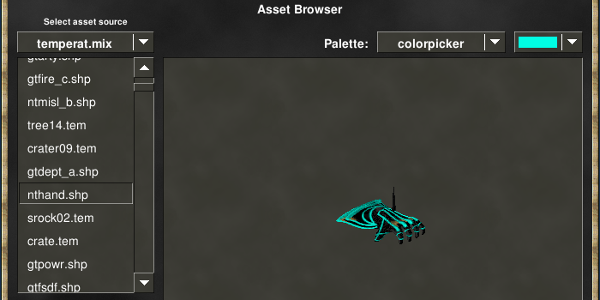 Asset Browser
Select asset source
temperat.mix
Palette:
colorpicker
gtfire_c.shp
ntmisl_b.shp
tree14.tem
crater09.tem
gtdept_a.shp
nthand.shp
srock02.tem
crate.tem
gtpowr.shp
gtfsdf.shp